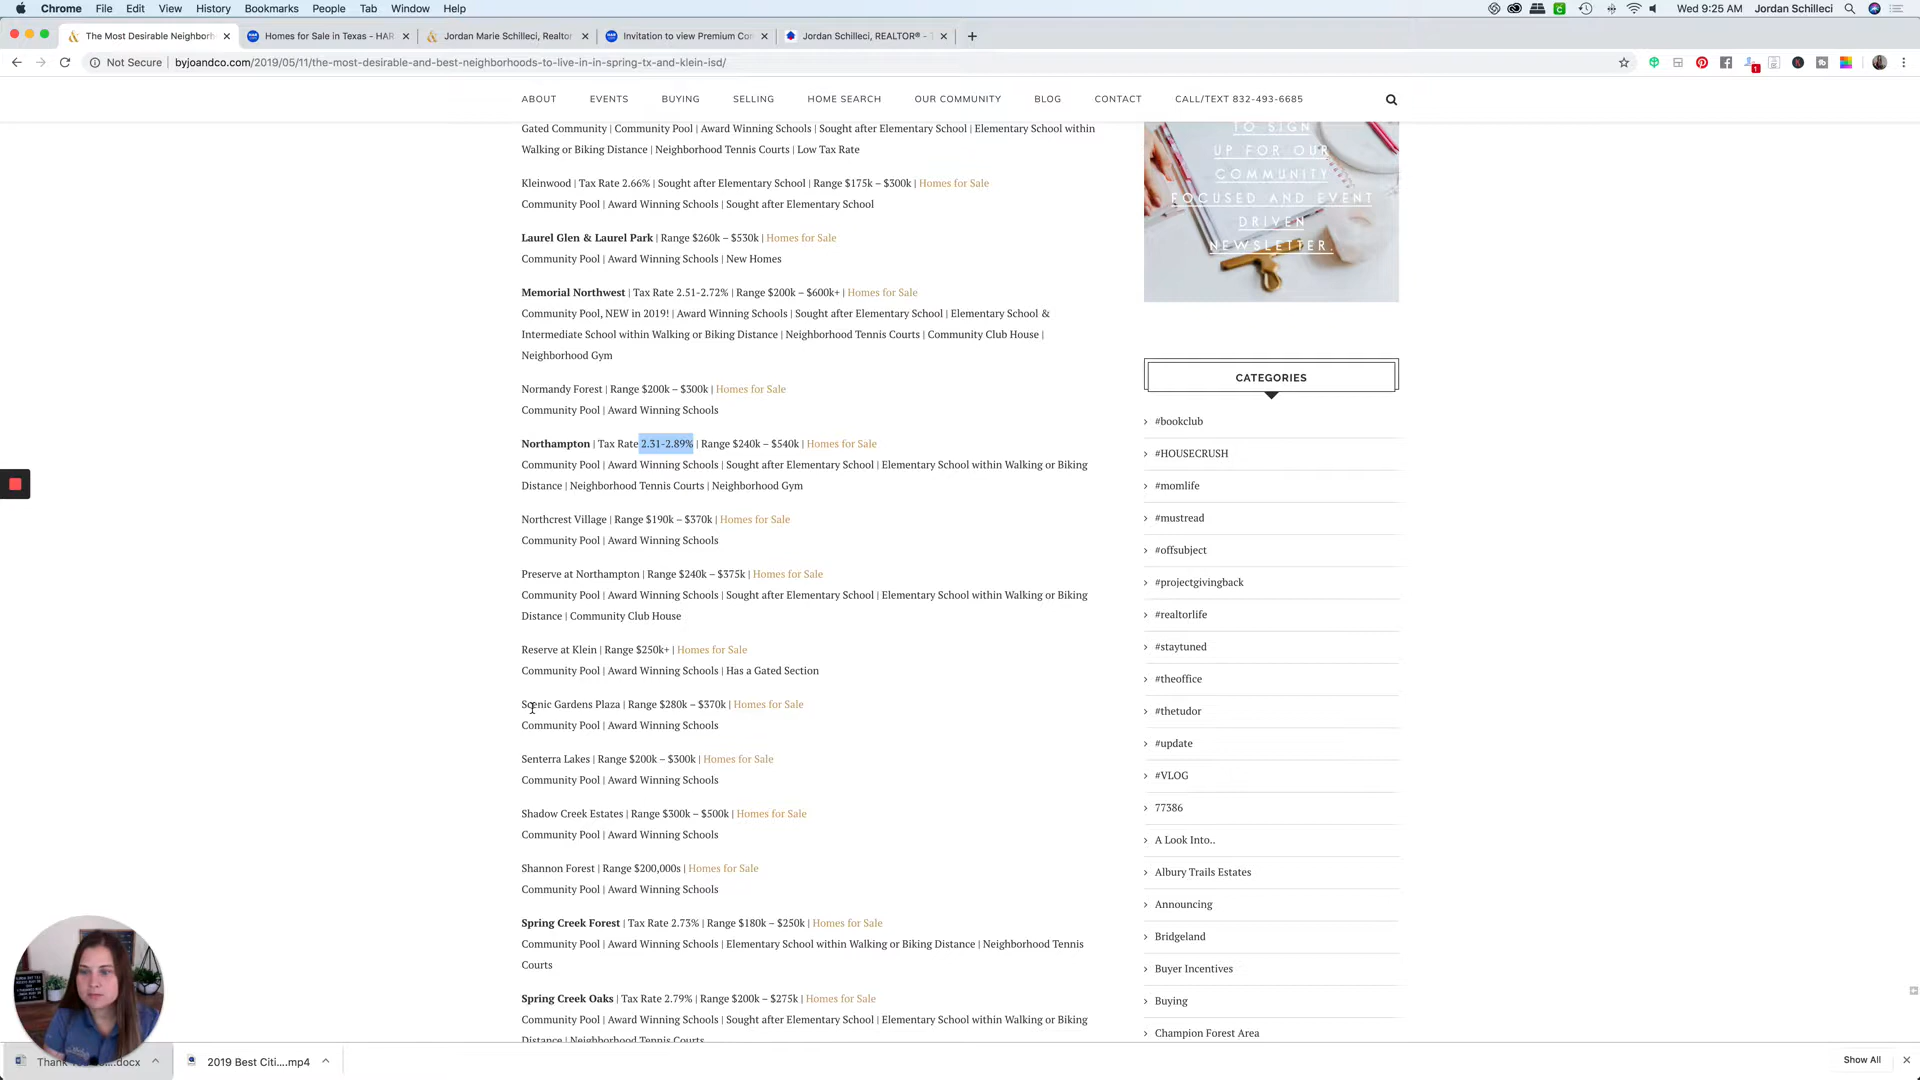 Chrome File Edit View History Bookmarks People Tab Window Help Wed 9:25 AM Jordan Schilleci
The Most Desirable Neighborh Homes for Sale in Texas - HAR Jordan Marie Schilleci, Realtor Invitation to view Premium Con Jordan Schilleci, REALTOR® -
Not Secure | byjoandco.com/2019/05/11/the-most-desirable-and-best-neighborhoods-to-live-in-in-spring-tx-and-klein-isd/
ABOUT EVENTS BUYING SELLING HOME SEARCH OUR COMMUNITY BLOG CONTACT CALL/TEXT 832-493-6685
Gated Community | Community Pool | Award Winning Schools | Sought after Elementary School | Elementary School within
Walking or Biking Distance | Neighborhood Tennis Courts | Low Tax Rate
Kleinwood | Tax Rate 2.66% | Sought after Elementary School | Range $175k – $300k | Homes for Sale
Community Pool | Award Winning Schools | Sought after Elementary School
Laurel Glen & Laurel Park | Range $260k – $530k | Homes for Sale
Community Pool | Award Winning Schools | New Homes
Memorial Northwest | Tax Rate 2.51-2.72% | Range $200k – $600k+ | Homes for Sale
Community Pool, NEW in 2019! | Award Winning Schools | Sought after Elementary School | Elementary School &
Intermediate School within Walking or Biking Distance | Neighborhood Tennis Courts | Community Club House |
Neighborhood Gym
Normandy Forest | Range $200k – $300k | Homes for Sale
Community Pool | Award Winning Schools
Northampton | Tax Rate 2.31-2.89% | Range $240k – $540k | Homes for Sale
Community Pool | Award Winning Schools | Sought after Elementary School | Elementary School within Walking or Biking
Distance | Neighborhood Tennis Courts | Neighborhood Gym
Northcrest Village | Range $190k – $370k | Homes for Sale
Community Pool | Award Winning Schools
Preserve at Northampton | Range $240k – $375k | Homes for Sale
Community Pool | Award Winning Schools | Sought after Elementary School | Elementary School within Walking or Biking
Distance | Community Club House
Reserve at Klein | Range $250k+ | Homes for Sale
Community Pool | Award Winning Schools | Has a Gated Section
Scenic Gardens Plaza | Range $280k – $370k | Homes for Sale
Community Pool | Award Winning Schools
Senterra Lakes | Range $200k – $300k | Homes for Sale
Community Pool | Award Winning Schools
Shadow Creek Estates | Range $300k – $500k | Homes for Sale
Community Pool | Award Winning Schools
Shannon Forest | Range $200,000s | Homes for Sale
Community Pool | Award Winning Schools
Spring Creek Forest | Tax Rate 2.73% | Range $180k – $250k | Homes for Sale
Community Pool | Award Winning Schools | Elementary School within Walking or Biking Distance | Neighborhood Tennis
Courts
Spring Creek Oaks | Tax Rate 2.79% | Range $200k – $275k | Homes for Sale
Community Pool | Award Winning Schools | Sought after Elementary School | Elementary School within Walking or Biking
Distance | Neighborhood Tennis Courts
TO SIGN
UP FOR OUR
COMMUNITY
FOCUSED AND EVENT
DRIVEN
NEWSLETTER.
CATEGORIES
#bookclub
#HOUSECRUSH
#momlife
#mustread
#offsubject
#projectgivingback
#realtorlife
#staytuned
#theoffice
#thetudor
#update
#VLOG
77386
A Look Into..
Albury Trails Estates
Announcing
Bridgeland
Buyer Incentives
Buying
Champion Forest Area
2019 Best Citi....mp4
Show All